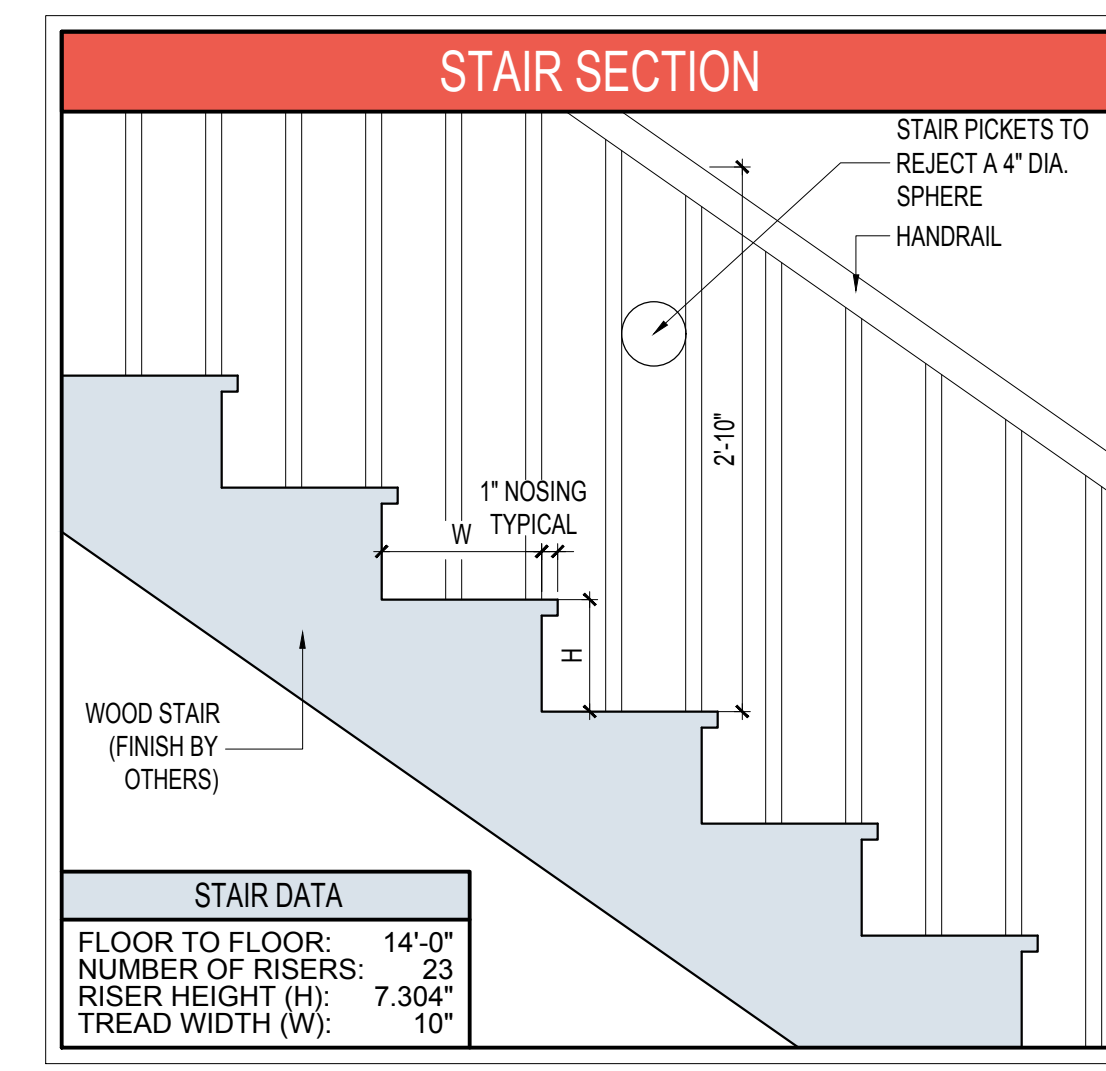 STAIR SECTION
STAIR PICKETS TO
REJECT A 4" DIA.
SPHERE
HANDRAIL
2'-10"
1" NOSING
TYPICAL
W
H
WOOD STAIR
(FINISH BY
OTHERS)
STAIR DATA
FLOOR TO FLOOR: 14'-0"
NUMBER OF RISERS: 23
RISER HEIGHT (H): 7.304"
TREAD WIDTH (W): 10"